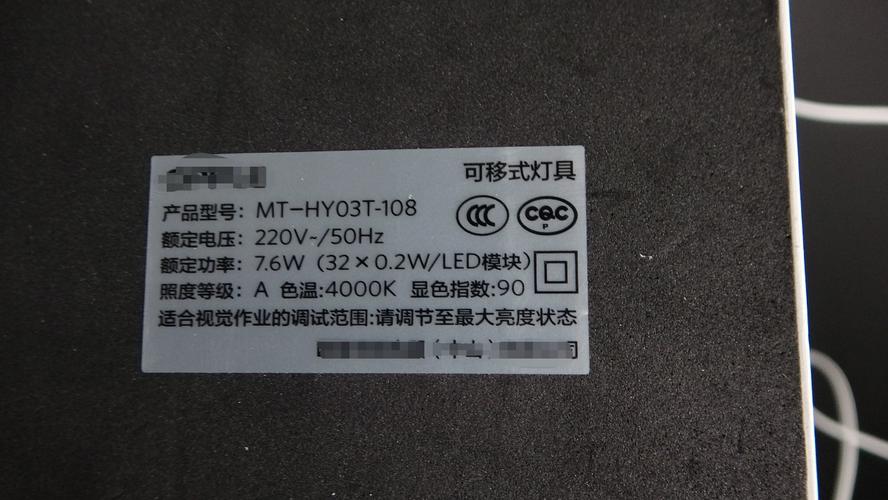 可移式灯具
产品型号: MT-HY03T-108
CCC
CQC
P
额定电压: 220V~/50Hz
额定功率: 7.6W (32×0.2W/LED模块)
照度等级: A 色温:4000K 显色指数:90
适合视觉作业的调试范围:请调节至最大亮度状态